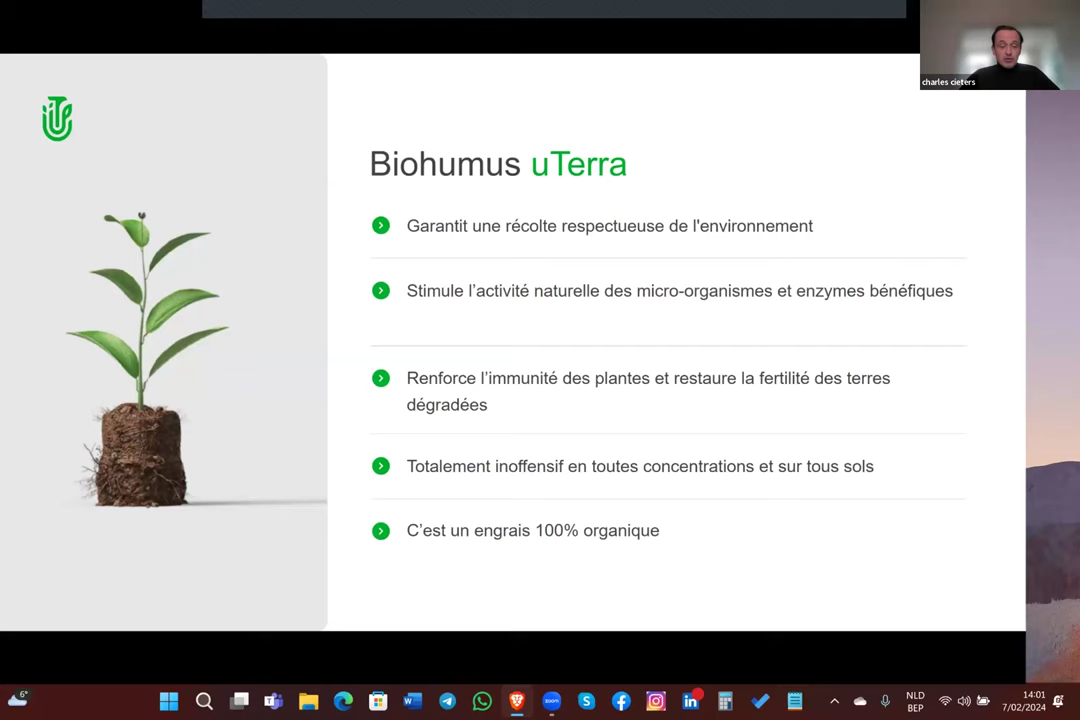 charles cieters
Biohumus uTerra
Garantit une récolte respectueuse de l'environnement
Stimule l’activité naturelle des micro-organismes et enzymes bénéfiques
Renforce l’immunité des plantes et restaure la fertilité des terres
dégradées
Totalement inoffensif en toutes concentrations et sur tous sols
C’est un engrais 100% organique
6°
zoom
NLD
BEP
14:01
7/02/2024